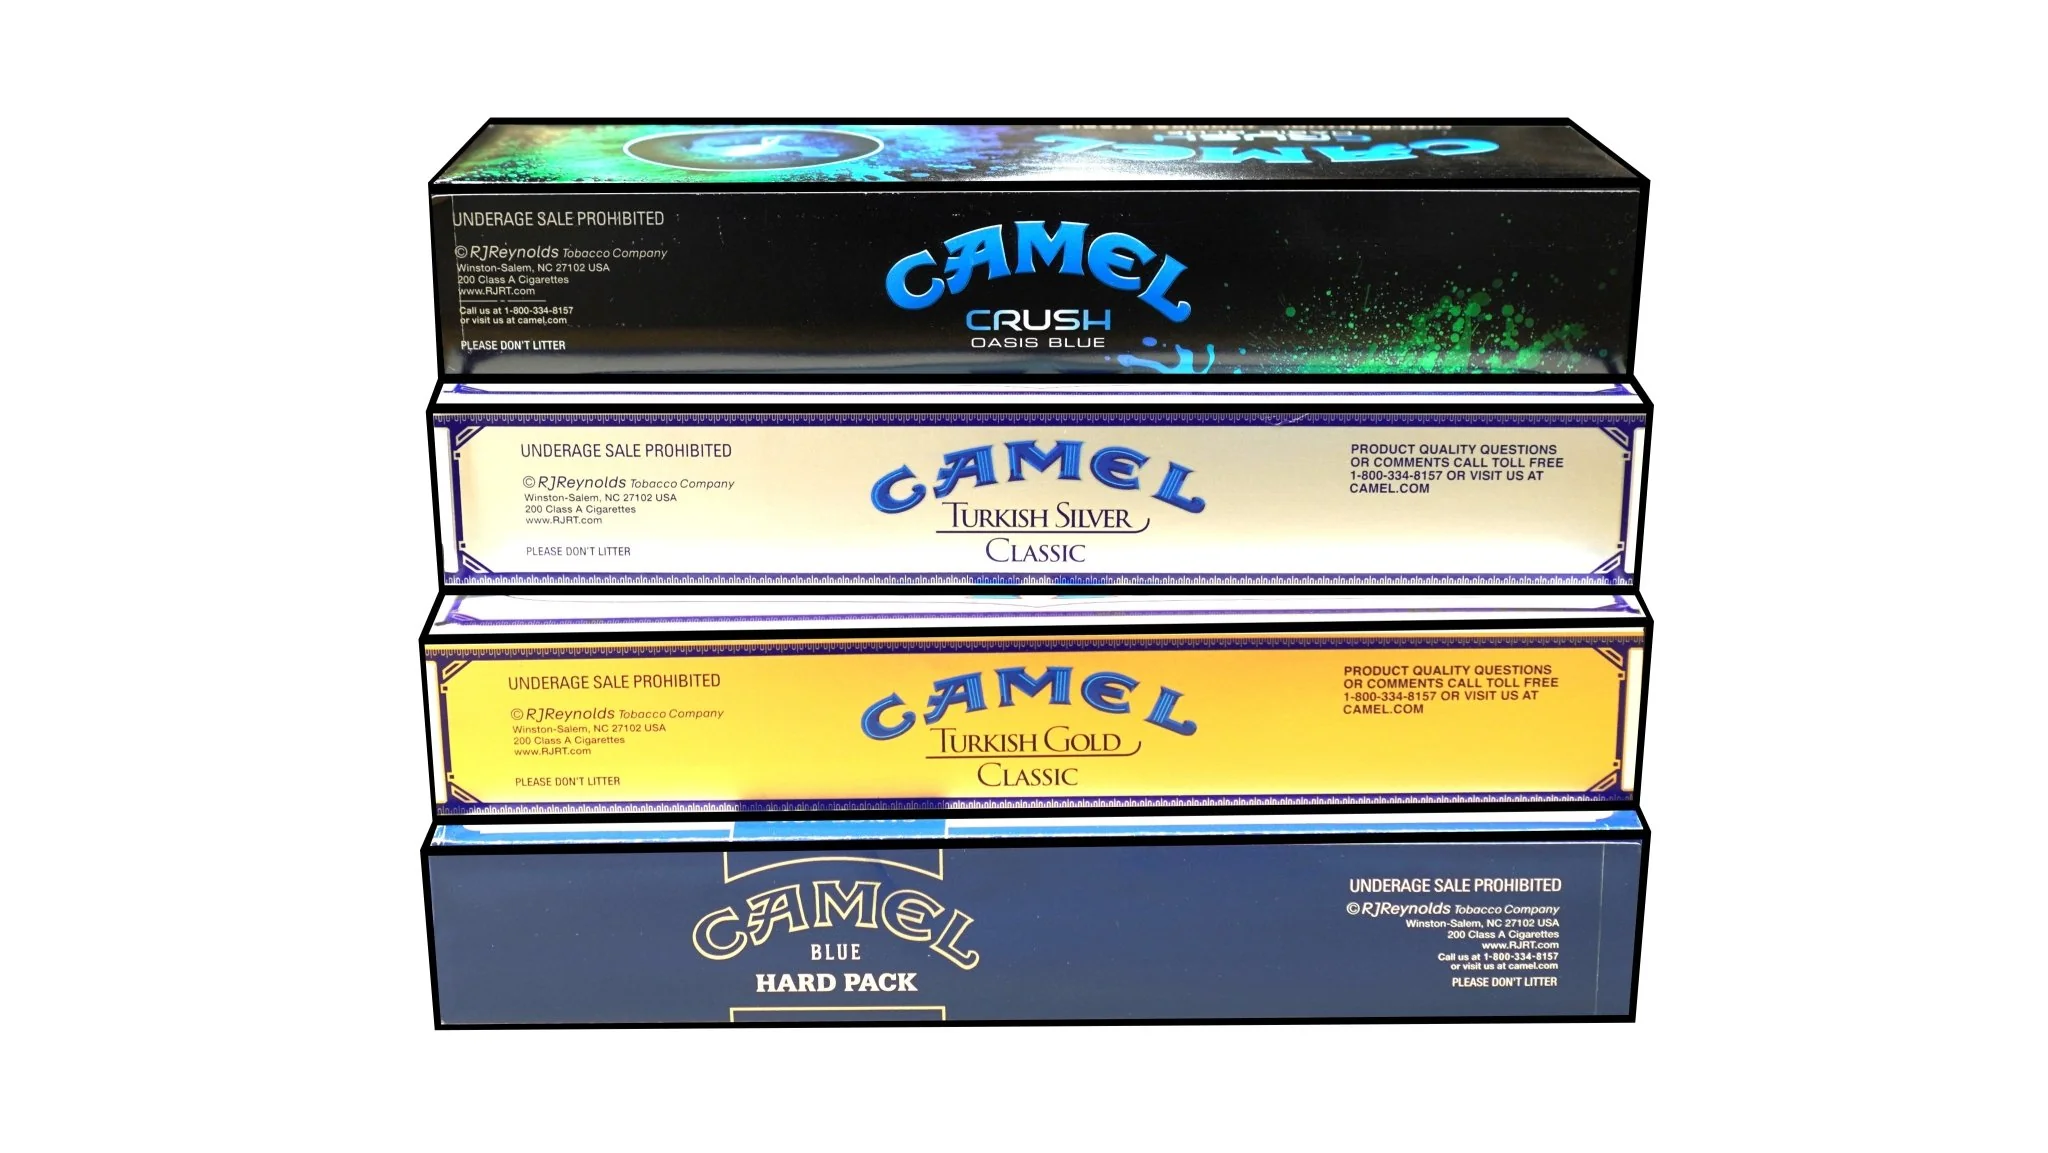 CAMEL
UNDERAGE SALE PROHIBITED
©RJReynolds Tobacco Company
Winston-Salem, NC 27102 USA
200 Class A Cigarettes
www.RJRT.com
Call us at 1-800-334-8157
or visit us at camel.com
PLEASE DON'T LITTER
CAMEL
CRUSH
OASIS BLUE
UNDERAGE SALE PROHIBITED
©RJReynolds Tobacco Company
Winston-Salem, NC 27102 USA
200 Class A Cigarettes
www.RJRT.com
PLEASE DON'T LITTER
CAMEL
TURKISH SILVER
CLASSIC
PRODUCT QUALITY QUESTIONS
OR COMMENTS CALL TOLL FREE
1-800-334-8157 OR VISIT US AT
CAMEL.COM
UNDERAGE SALE PROHIBITED
©RJReynolds Tobacco Company
Winston-Salem, NC 27102 USA
200 Class A Cigarettes
www.RJRT.com
PLEASE DON'T LITTER
CAMEL
TURKISH GOLD
CLASSIC
PRODUCT QUALITY QUESTIONS
OR COMMENTS CALL TOLL FREE
1-800-334-8157 OR VISIT US AT
CAMEL.COM
CAMEL
BLUE
HARD PACK
UNDERAGE SALE PROHIBITED
©RJReynolds Tobacco Company
Winston-Salem, NC 27102 USA
200 Class A Cigarettes
www.RJRT.com
Call us at 1-800-334-8157
or visit us at camel.com
PLEASE DON'T LITTER